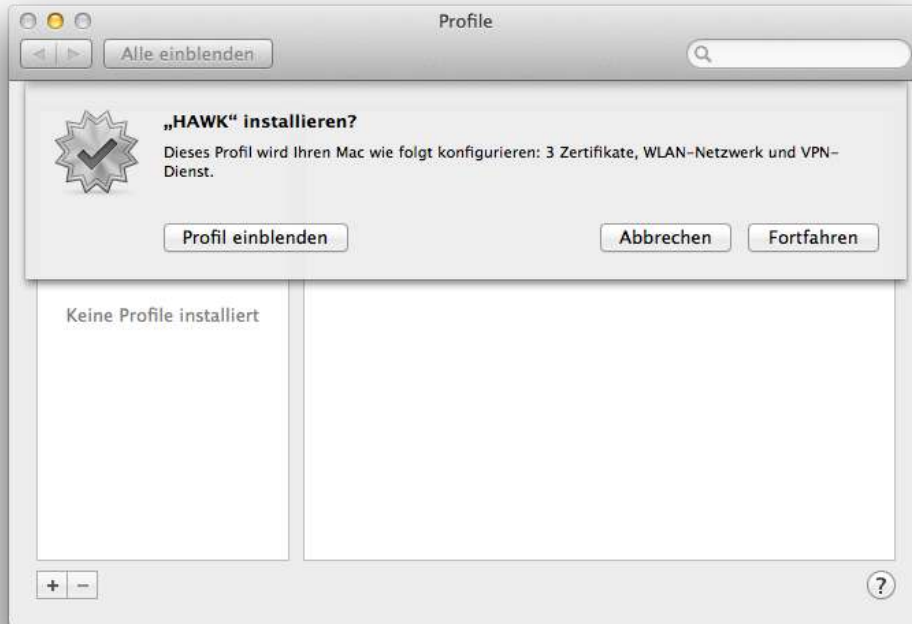 Profile
Alle einblenden
„HAWK“ installieren?
Dieses Profil wird Ihren Mac wie folgt konfigurieren: 3 Zertifikate, WLAN-Netzwerk und VPN-
Dienst.
Profil einblenden
Abbrechen
Fortfahren
Keine Profile installiert
+ −
?